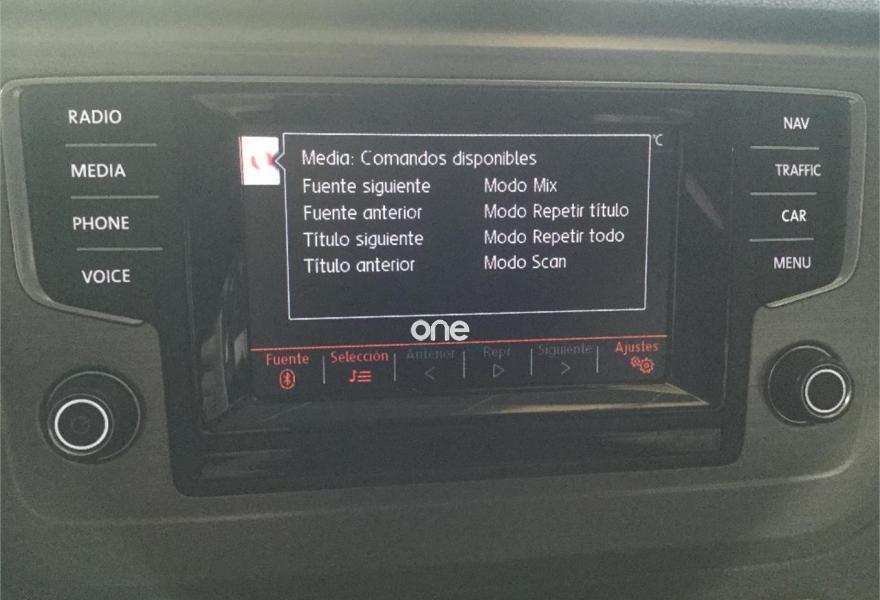 RADIO
MEDIA
PHONE
VOICE
NAV
TRAFFIC
CAR
MENU
°C
Media: Comandos disponibles
Fuente siguiente Modo Mix
Fuente anterior Modo Repetir título
Título siguiente Modo Repetir todo
Título anterior Modo Scan
one
Fuente Selección Anterior Repr. Siguiente Ajustes